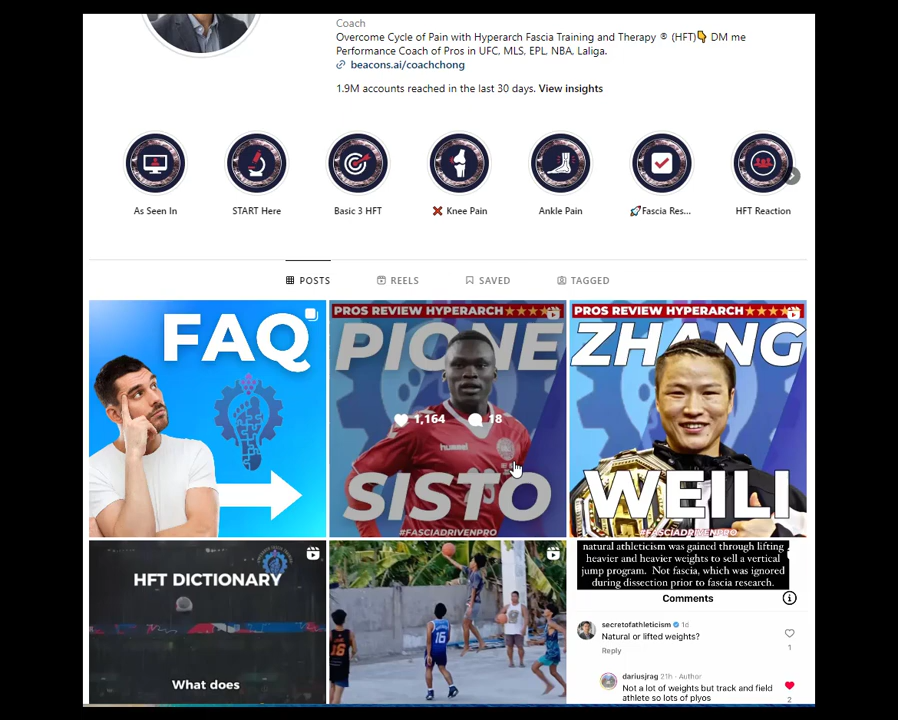 Coach
Overcome Cycle of Pain with Hyperarch Fascia Training and Therapy ® (HFT)👇 DM me
Performance Coach of Pros in UFC, MLS, EPL, NBA, Laliga.
beacons.ai/coachchong
1.9M accounts reached in the last 30 days. View insights
As Seen In
START Here
Basic 3 HFT
❌ Knee Pain
Ankle Pain
🚀Fascia Res...
HFT Reaction
POSTS
REELS
SAVED
TAGGED
FAQ
PROS REVIEW HYPERARCH
PIONE
1,164
18
hummel
SISTO
#FASCIADRIVENPRO
PROS REVIEW HYPERARCH
ZHANG
WEILI
#FASCIADRIVENPRO
HFT DICTIONARY
What does
16
16
natural athleticism was gained through lifting
heavier and heavier weights to sell a vertical
jump program. Not fascia, which was ignored
during dissection prior to fascia research.
Comments
secretofathleticism 1d
Natural or lifted weights?
Reply
1
dariusjrag 21h · Author
Not a lot of weights but track and field
athlete so lots of plyos
2